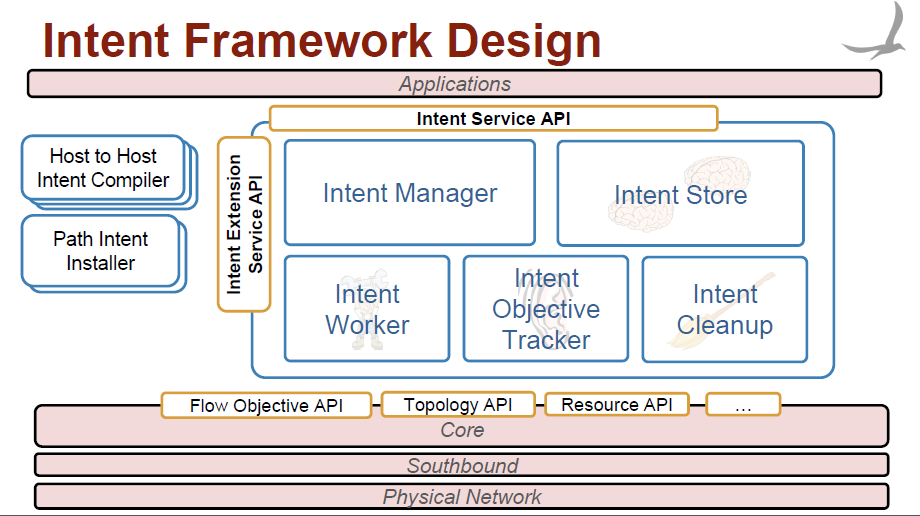 Intent Framework Design
Applications
Intent Service API
Host to Host
Intent Compiler
Path Intent
Installer
Intent Extension
Service API
Intent Manager
Intent Store
Intent
Worker
Intent
Objective
Tracker
Intent
Cleanup
Flow Objective API
Topology API
Resource API
...
Core
Southbound
Physical Network